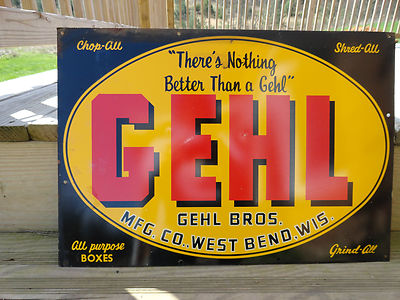 Chop-All
Shred-All
"There's Nothing
Better Than a Gehl"
GEHL
GEHL BROS.
MFG. CO., WEST BEND, WIS.
All purpose
BOXES
Grind-All